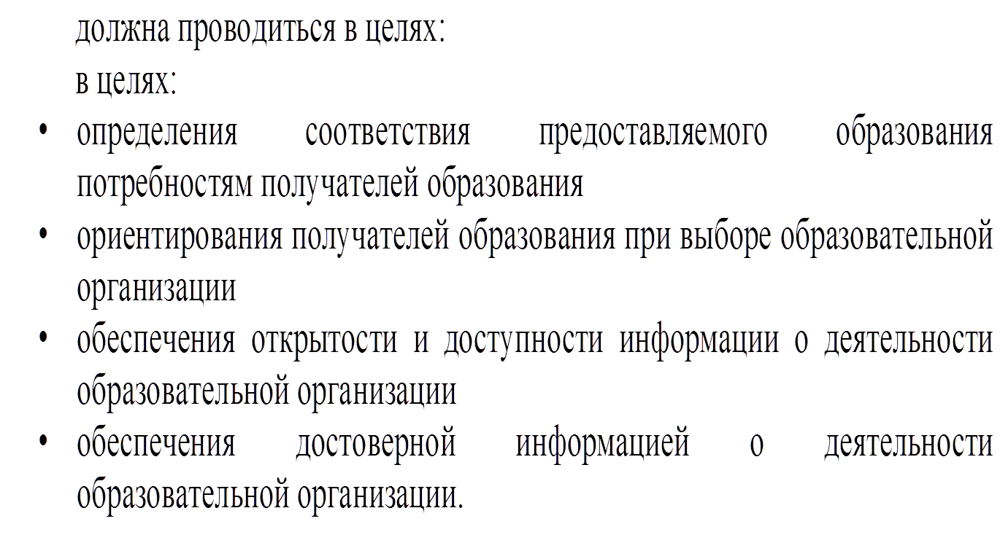 должна проводиться в целях:
в целях:
• определения соответствия предоставляемого образования
потребностям получателей образования
• ориентирования получателей образования при выборе образовательной
организации
• обеспечения открытости и доступности информации о деятельности
образовательной организации
• обеспечения достоверной информацией о деятельности
образовательной организации.